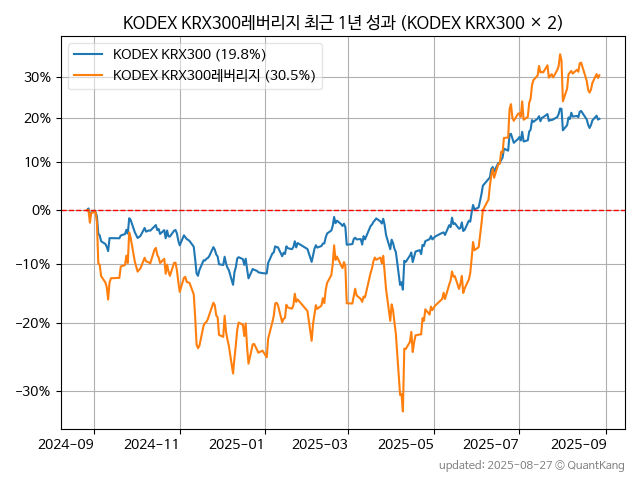 KODEX KRX300레버리지 최근 1년 성과 (KODEX KRX300 × 2)
KODEX KRX300 (19.8%)
KODEX KRX300레버리지 (30.5%)
30%
20%
10%
0%
−10%
−20%
−30%
2024-09 2024-11 2025-01 2025-03 2025-05 2025-07 2025-09
updated: 2025-08-27 © QuantKang